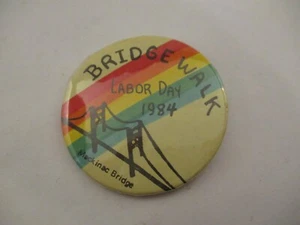 BRIDGE WALK
LABOR DAY
1984
Mackinac Bridge